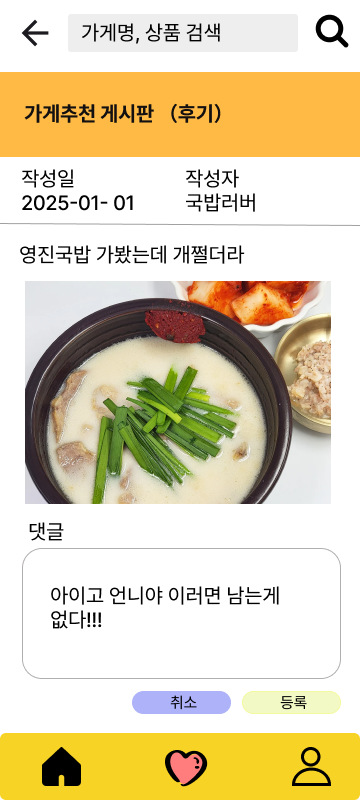 가게명, 상품 검색
가게추천 게시판 (후기)
작성일 작성자
2025-01- 01 국밥러버
영진국밥 가봤는데 개쩔더라
댓글
아이고 언니야 이러면 남는게
없다!!!
취소 등록